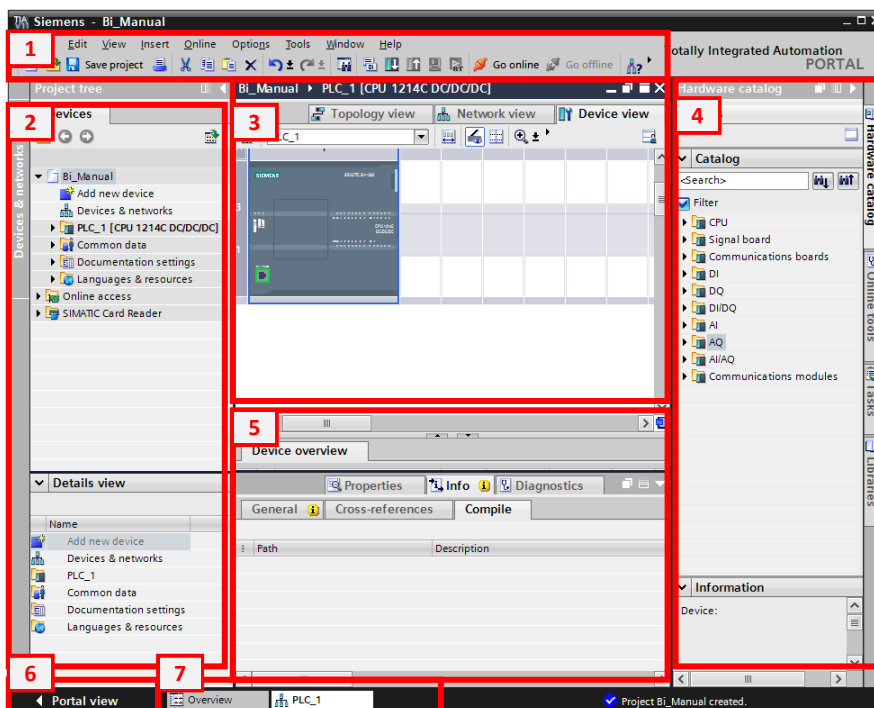 Siemens - Bi_Manual
1
Edit View Insert Online Options Tools Window Help
Totally Integrated Automation
PORTAL
Save project Go online Go offline
Project tree
Bi_Manual PLC_1 [CPU 1214C DC/DC/DC]
Hardware catalog
2
Devices
3
Topology view Network view Device view
4
Devices & networks
Bi_Manual
Add new device
Devices & networks
PLC_1 [CPU 1214C DC/DC/DC]
Common data
Documentation settings
Languages & resources
Online access
SIMATIC Card Reader
SIEMENS
Catalog
<Search>
Filter
CPU
Signal board
Communications boards
DI
DQ
DI/DQ
AI
AQ
AI/AQ
Communications modules
Hardware catalog
Online tools
Tasks
Libraries
5
Device overview
Details view
Name
Add new device
Devices & networks
PLC_1
Common data
Documentation settings
Languages & resources
Properties Info Diagnostics
General Cross-references Compile
! Path Description
Information
Device:
6
7
Portal view Overview PLC_1 Project Bi_Manual created.